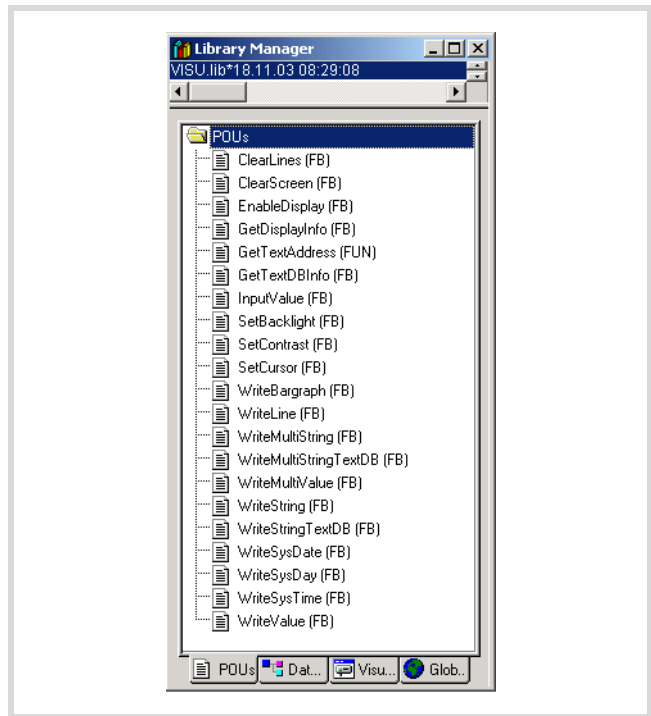 Library Manager
VISU.lib*18.11.03 08:29:08
POUs
ClearLines (FB)
ClearScreen (FB)
EnableDisplay (FB)
GetDisplayInfo (FB)
GetTextAddress (FUN)
GetTextDBInfo (FB)
InputValue (FB)
SetBacklight (FB)
SetContrast (FB)
SetCursor (FB)
WriteBargraph (FB)
WriteLine (FB)
WriteMultiString (FB)
WriteMultiStringTextDB (FB)
WriteMultiValue (FB)
WriteString (FB)
WriteStringTextDB (FB)
WriteSysDate (FB)
WriteSysDay (FB)
WriteSysTime (FB)
WriteValue (FB)
POUs Dat... Visu... Glob..